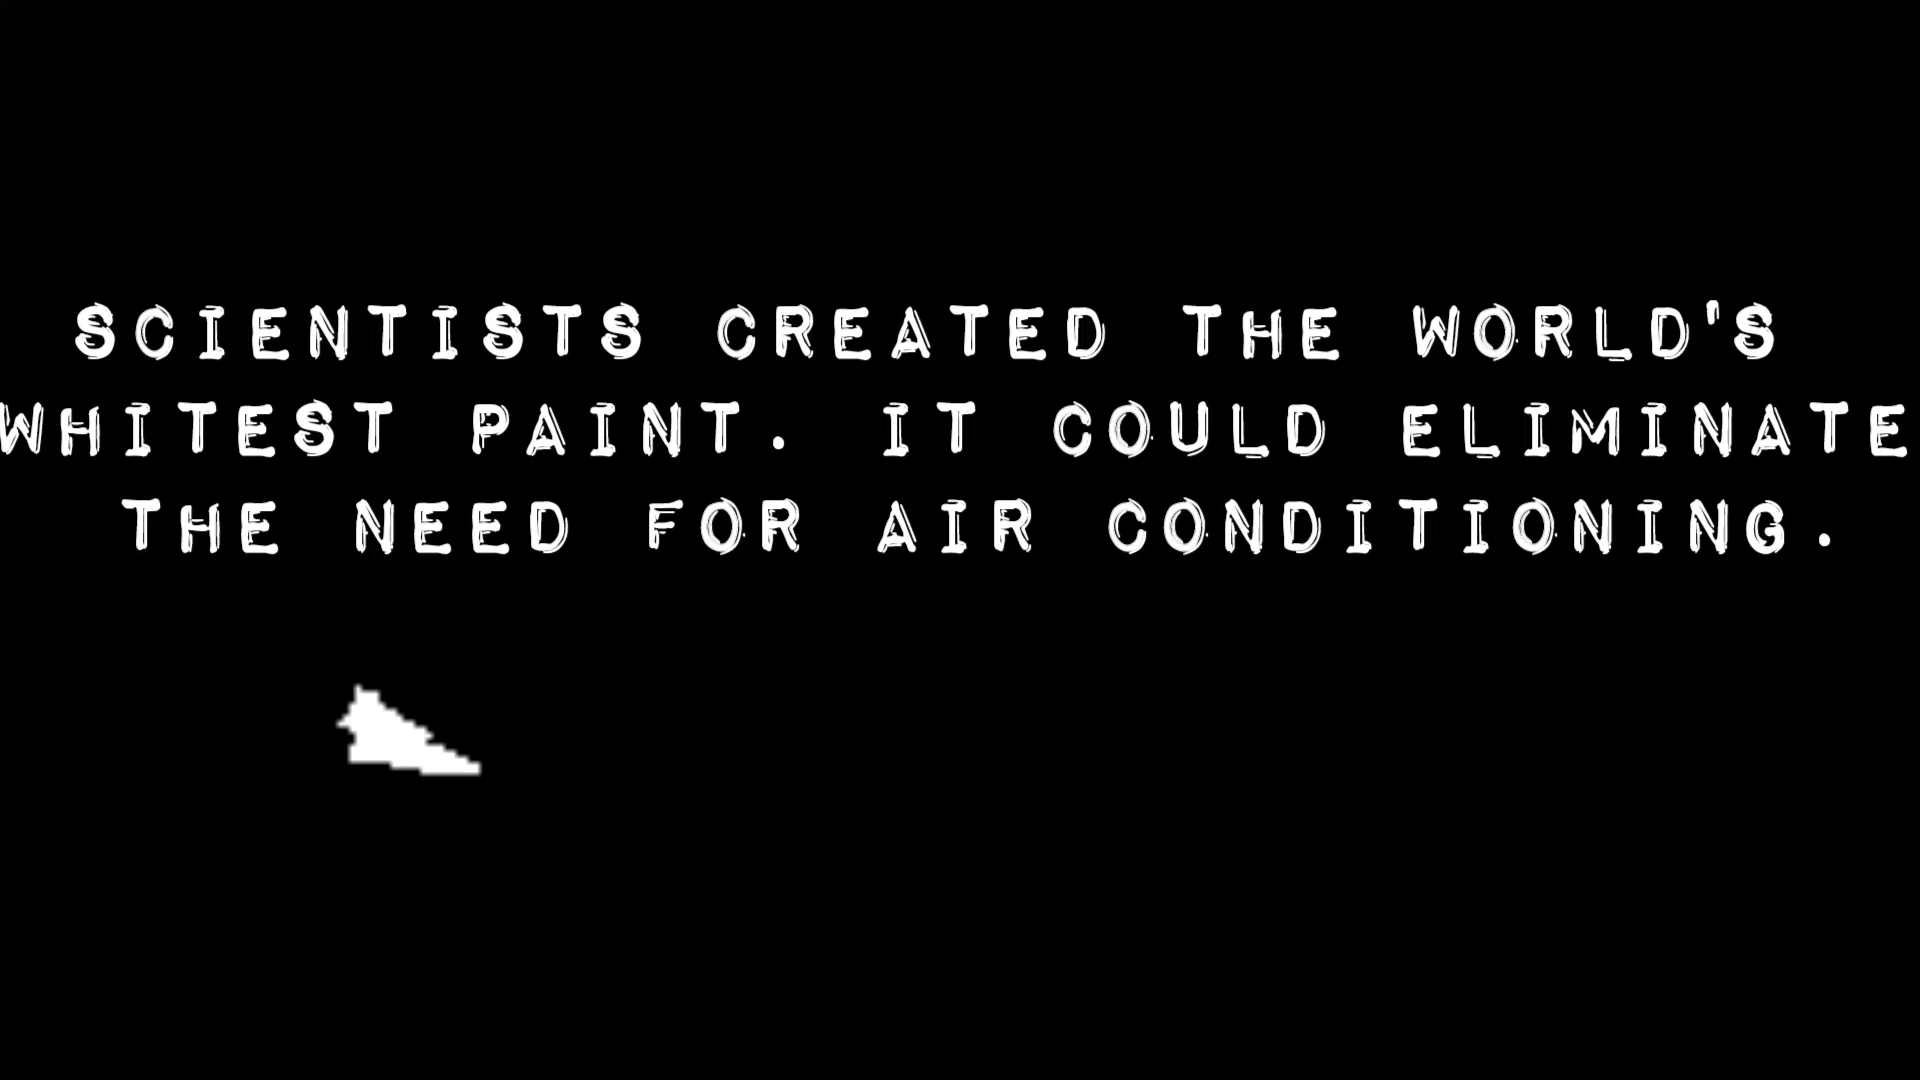 SCIENTISTS CREATED THE WORLD'S
WHITEST PAINT. IT COULD ELIMINATE
THE NEED FOR AIR CONDITIONING.